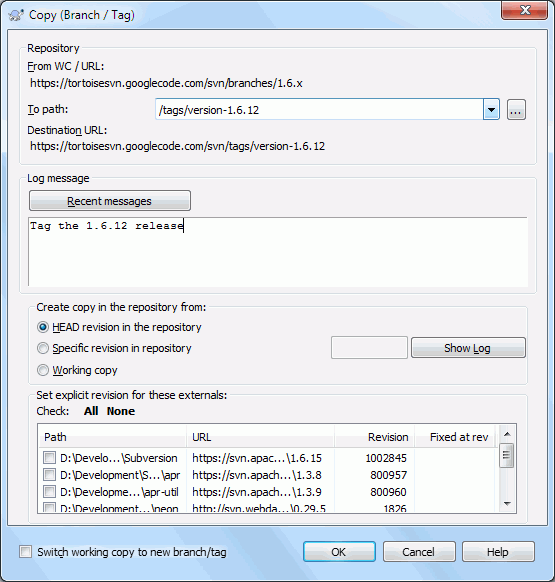 Copy (Branch / Tag)
Repository
From WC / URL:
https://tortoisesvn.googlecode.com/svn/branches/1.6.x
To path:
/tags/version-1.6.12
...
Destination URL:
https://tortoisesvn.googlecode.com/svn/tags/version-1.6.12
Log message
Recent messages
Tag the 1.6.12 release
Create copy in the repository from:
HEAD revision in the repository
Specific revision in repository
Show Log
Working copy
Set explicit revision for these externals:
Check: All None
Path URL Revision Fixed at rev
D:\Develo...\Subversion https://svn.apac...\1.6.15 1002845
D:\Development\S...\apr https://svn.apach...\1.3.8 800957
D:\Developme...\apr-util https://svn.apach...\1.3.9 800960
D:\Development...\neon http://svn.webda...\0.29.5 1826
Switch working copy to new branch/tag
OK
Cancel
Help